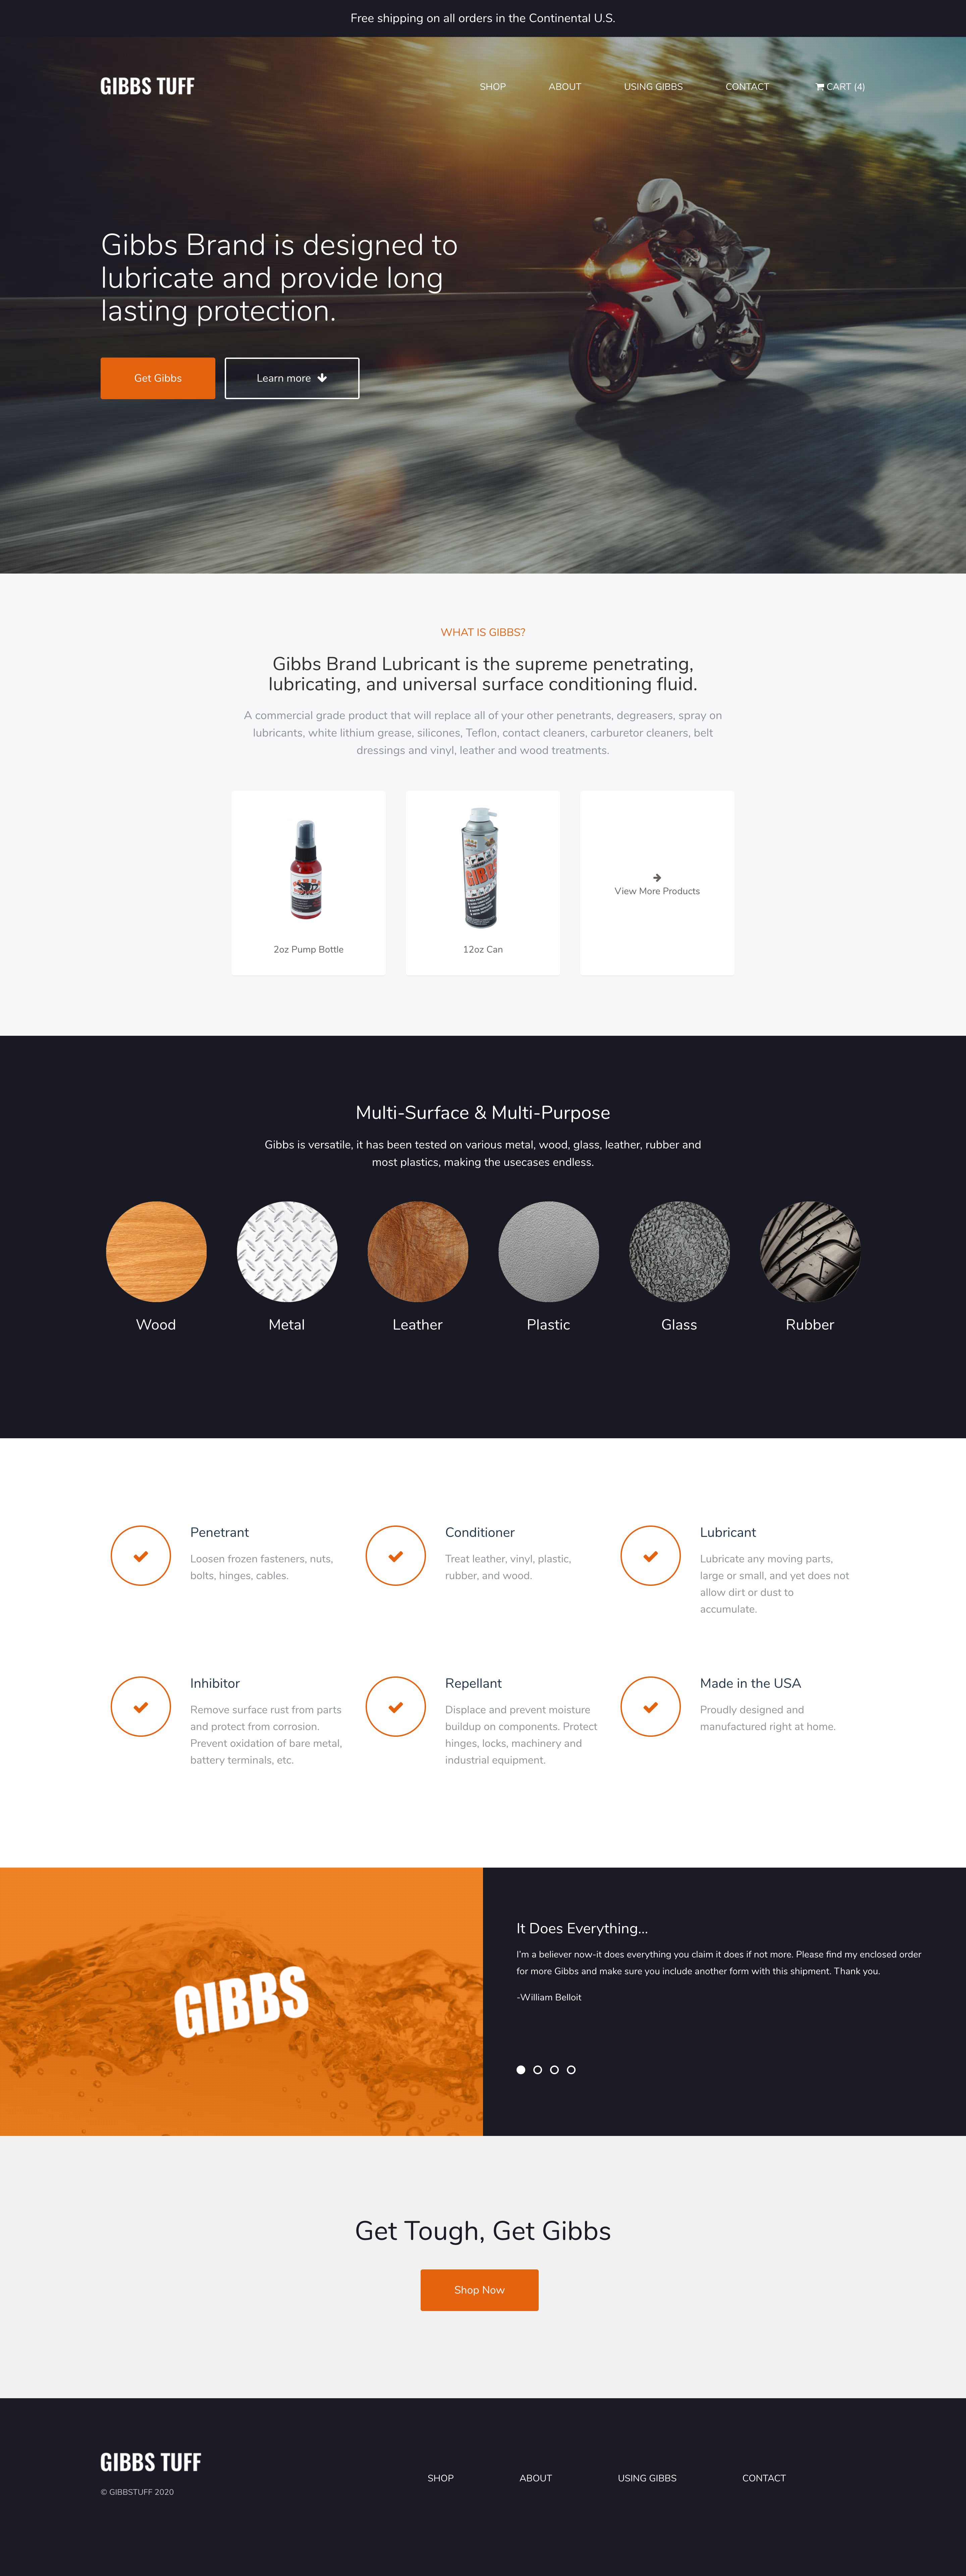 Free shipping on all orders in the Continental U.S.
GIBBS TUFF
SHOP
ABOUT
USING GIBBS
CONTACT
CART (4)
Gibbs Brand is designed to
lubricate and provide long
lasting protection.
Get Gibbs
Learn more
WHAT IS GIBBS?
Gibbs Brand Lubricant is the supreme penetrating,
lubricating, and universal surface conditioning fluid.
A commercial grade product that will replace all of your other penetrants, degreasers, spray on
lubricants, white lithium grease, silicones, Teflon, contact cleaners, carburetor cleaners, belt
dressings and vinyl, leather and wood treatments.
GIBBS
2oz Pump Bottle
12oz Can
View More Products
Multi-Surface & Multi-Purpose
Gibbs is versatile, it has been tested on various metal, wood, glass, leather, rubber and
most plastics, making the usecases endless.
Wood
Metal
Leather
Plastic
Glass
Rubber
Penetrant
Loosen frozen fasteners, nuts,
bolts, hinges, cables.
Conditioner
Treat leather, vinyl, plastic,
rubber, and wood.
Lubricant
Lubricate any moving parts,
large or small, and yet does not
allow dirt or dust to
accumulate.
Inhibitor
Remove surface rust from parts
and protect from corrosion.
Prevent oxidation of bare metal,
battery terminals, etc.
Repellant
Displace and prevent moisture
buildup on components. Protect
hinges, locks, machinery and
industrial equipment.
Made in the USA
Proudly designed and
manufactured right at home.
GIBBS
It Does Everything...
I'm a believer now-it does everything you claim it does if not more. Please find my enclosed order
for more Gibbs and make sure you include another form with this shipment. Thank you.
-William Belloit
Get Tough, Get Gibbs
Shop Now
GIBBS TUFF
© GIBBSTUFF 2020
SHOP
ABOUT
USING GIBBS
CONTACT